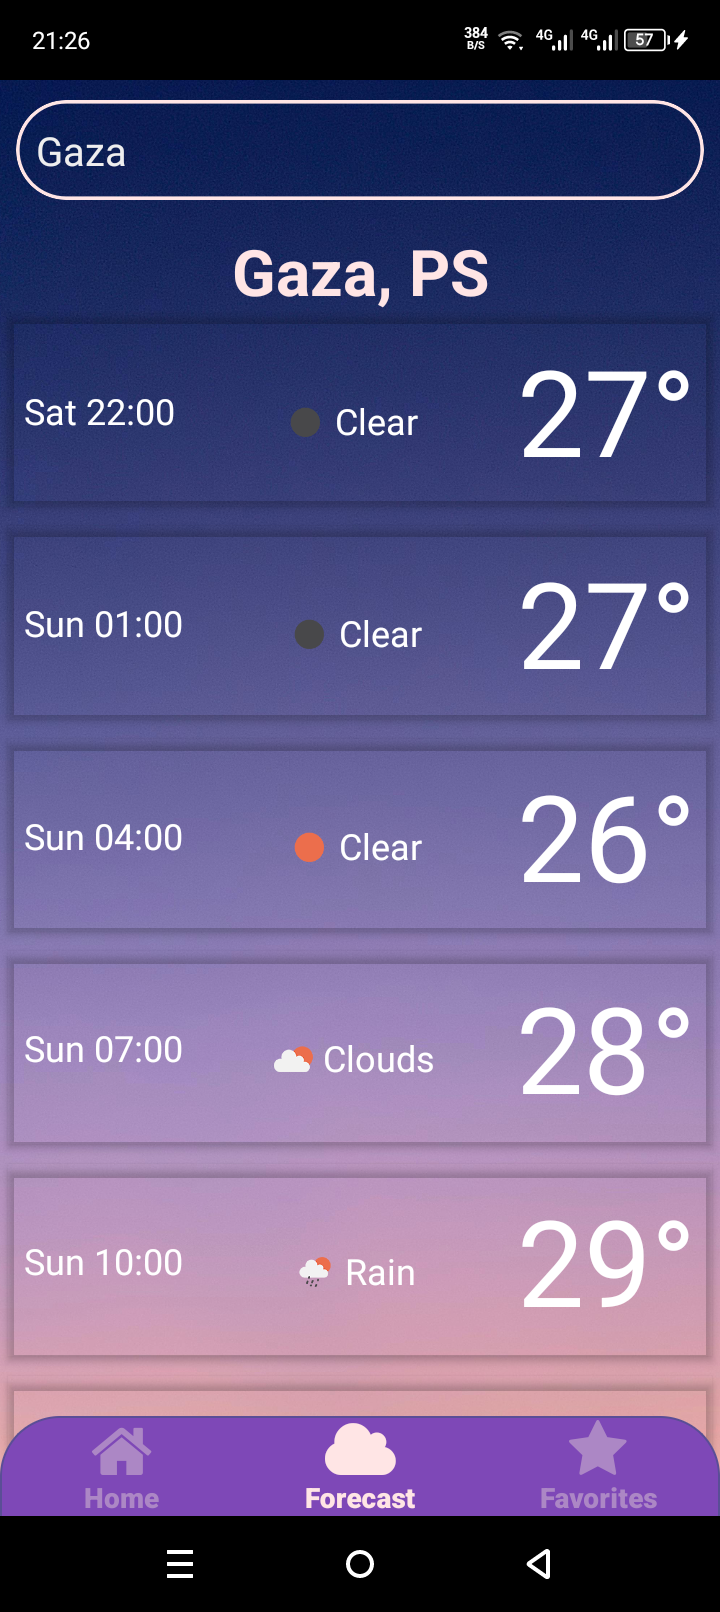 21:26
384
B/S
4G
4G
57
Gaza
Gaza, PS
Sat 22:00
Clear
27°
Sun 01:00
Clear
27°
Sun 04:00
Clear
26°
Sun 07:00
Clouds
28°
Sun 10:00
Rain
29°
Home
Forecast
Favorites